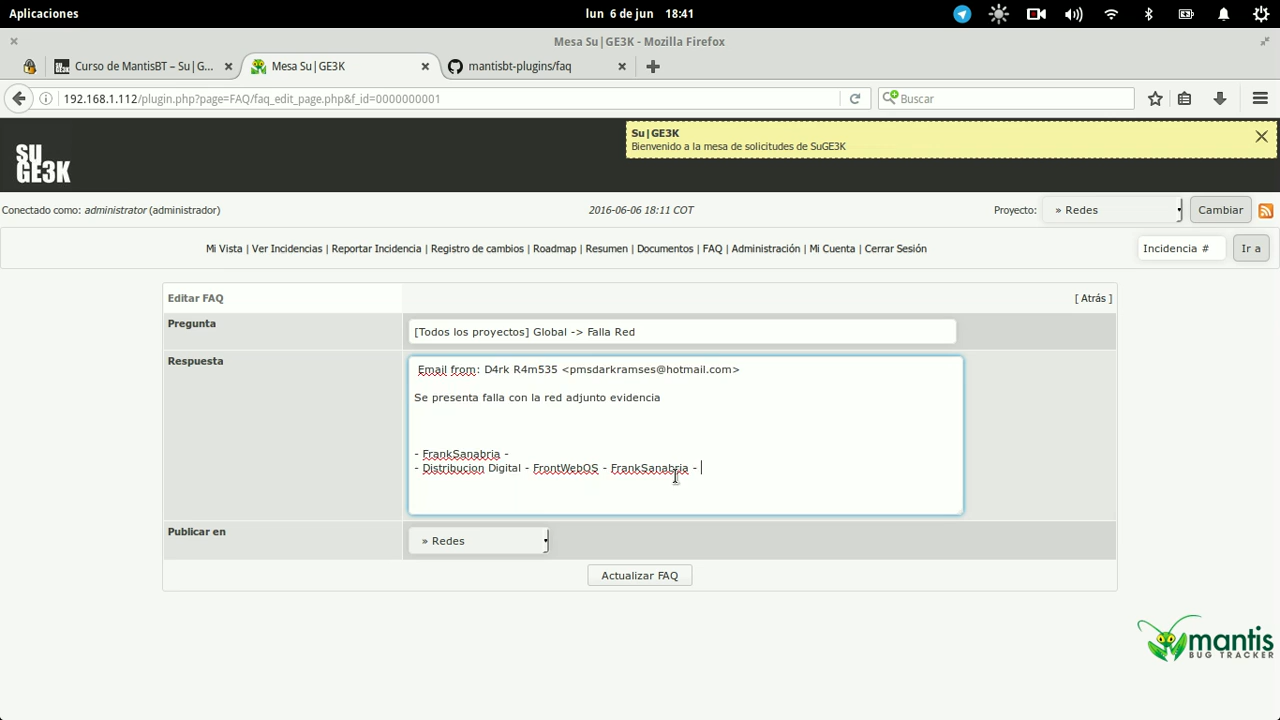 Aplicaciones
lun 6 de jun 18:41
Mesa Su|GE3K - Mozilla Firefox
Curso de MantisBT – Su|G...
Mesa Su|GE3K
mantisbt-plugins/faq
192.168.1.112/plugin.php?page=FAQ/faq_edit_page.php&f_id=0000000001
Buscar
SU
GE3K
Su|GE3K
Bienvenido a la mesa de solicitudes de SuGE3K
Conectado como: administrator (administrador)
2016-06-06 18:11 COT
Proyecto:
» Redes
Cambiar
Mi Vista | Ver Incidencias | Reportar Incidencia | Registro de cambios | Roadmap | Resumen | Documentos | FAQ | Administración | Mi Cuenta | Cerrar Sesión
Incidencia #
Ir a
Editar FAQ
[ Atrás ]
Pregunta
[Todos los proyectos] Global -> Falla Red
Respuesta
Email from: D4rk R4m535 <pmsdarkramses@hotmail.com>
Se presenta falla con la red adjunto evidencia
- FrankSanabria -
- Distribucion Digital - FrontWebOS - FrankSanabria -
Publicar en
» Redes
Actualizar FAQ
mantis
BUG TRACKER